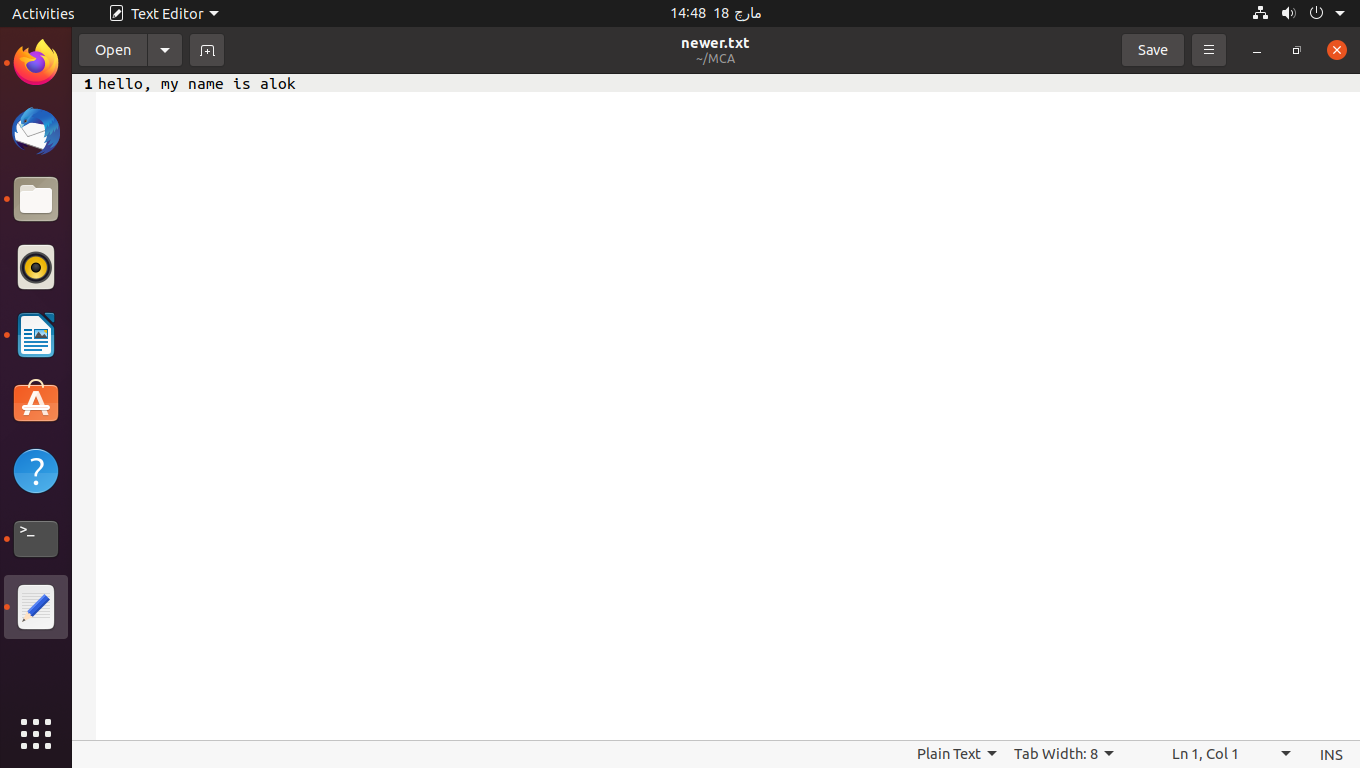 Activities
Text Editor
14:48 18 مارچ
Open
newer.txt
~/MCA
Save
1 hello, my name is alok
Plain Text
Tab Width: 8
Ln 1, Col 1
INS